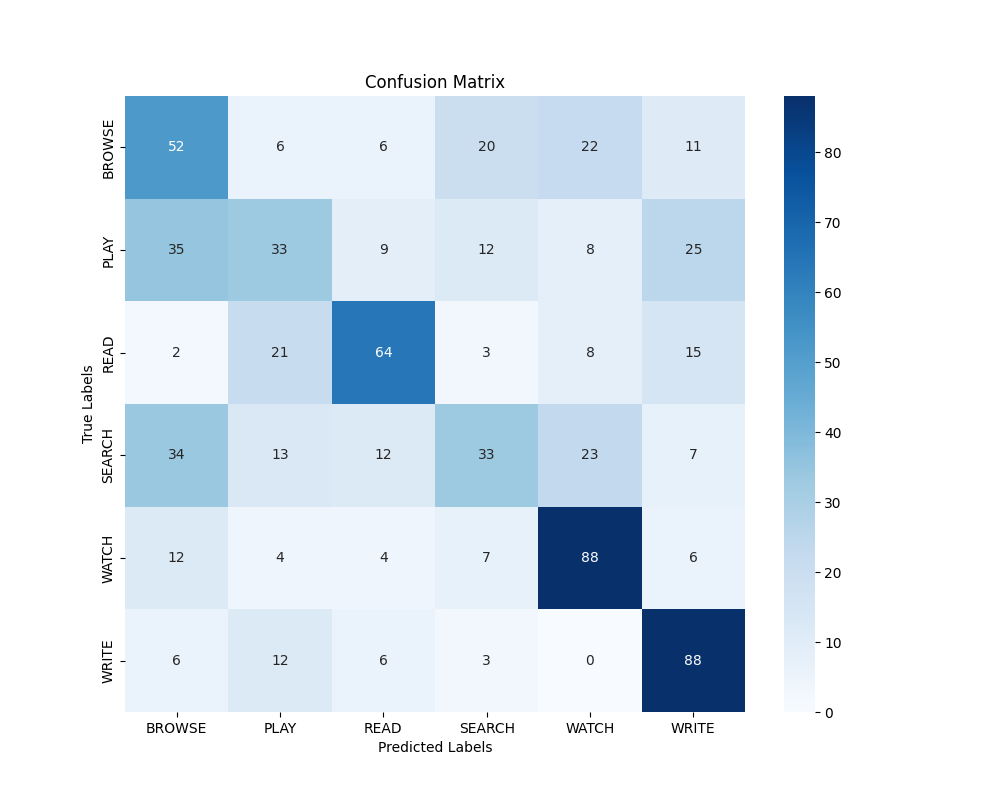 Confusion Matrix
BROWSE 52 6 6 20 22 11
PLAY 35 33 9 12 8 25
READ 2 21 64 3 8 15
SEARCH 34 13 12 33 23 7
WATCH 12 4 4 7 88 6
WRITE 6 12 6 3 0 88
True Labels
BROWSE PLAY READ SEARCH WATCH WRITE
Predicted Labels
80
70
60
50
40
30
20
10
0